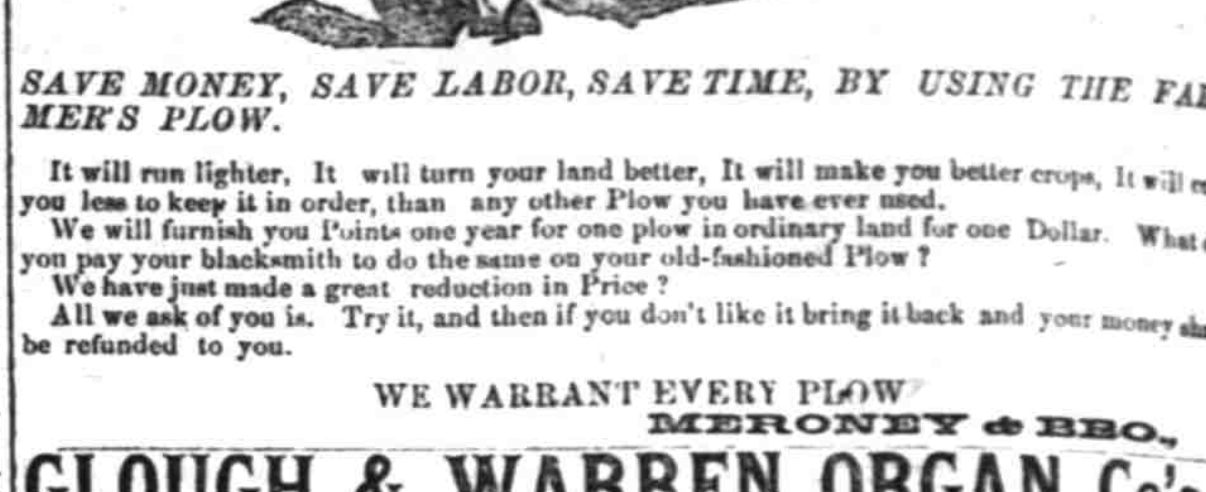 SAVE MONEY, SAVE LABOR, SAVE TIME, BY USING THE FAR
MER'S PLOW.
It will run lighter, It will turn your land better, It will make you better crops, It will
you less to keep it in order, than any other Plow you have ever used.
We will furnish you Points one year for one plow in ordinary land for one Dollar. What
you pay your blacksmith to do the same on your old-fashioned Plow ?
We have just made a great reduction in Price ?
All we ask of you is. Try it, and then if you don't like it bring it back and your money
be refunded to you.
WE WARRANT EVERY PLOW
MERONEY & BRO.,
CLOUGH & WARREN ORGAN Co's